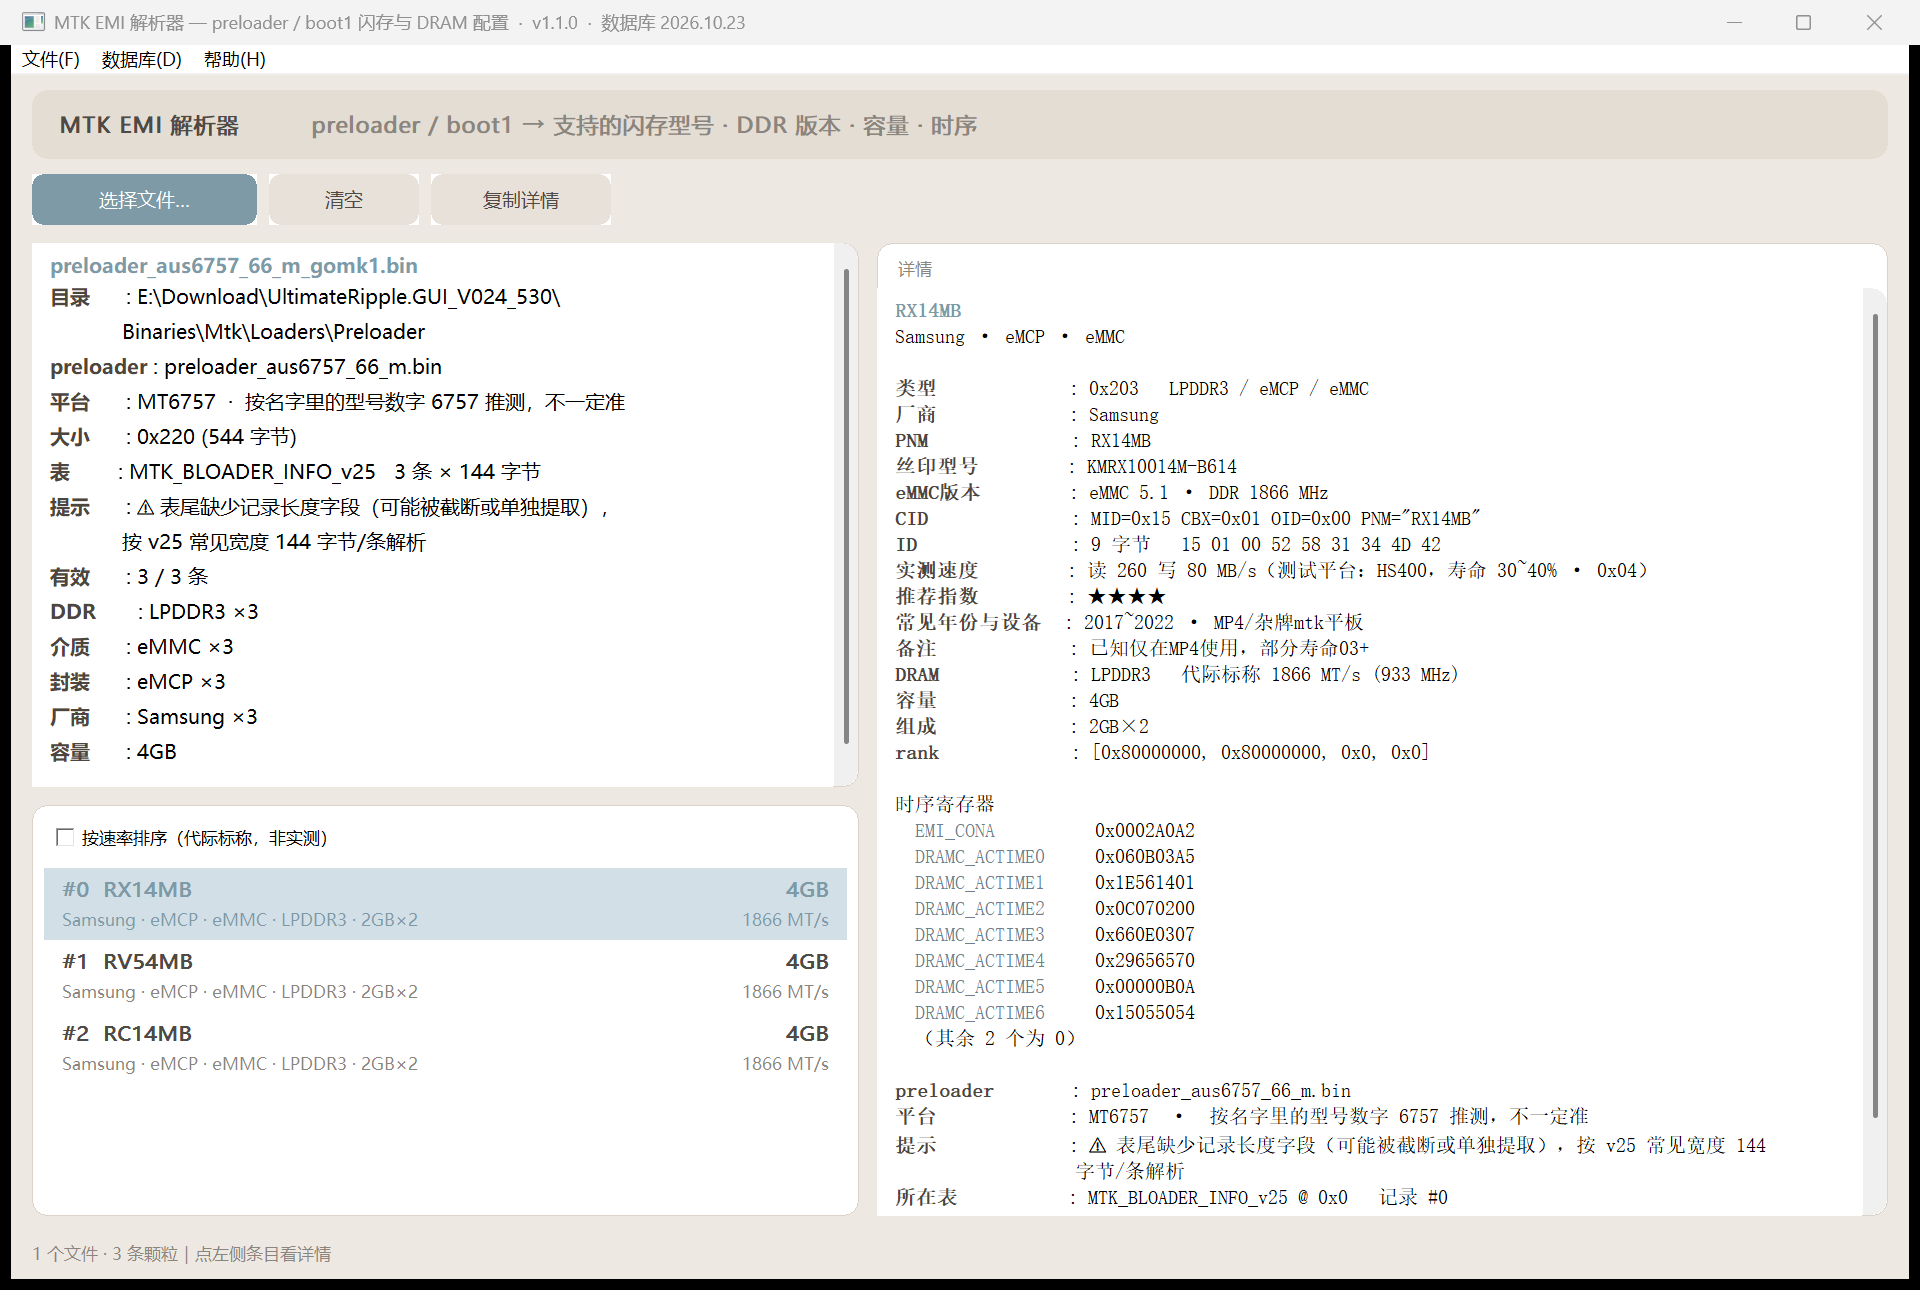 MTK EMI 解析器 — preloader / boot1 闪存与 DRAM 配置 · v1.1.0 · 数据库 2026.10.23
文件(F) 数据库(D) 帮助(H)
MTK EMI 解析器 preloader / boot1 → 支持的闪存型号 · DDR 版本 · 容量 · 时序
选择文件... 清空 复制详情
preloader_aus6757_66_m_gomk1.bin
目录 : E:\Download\UltimateRipple.GUI_V024_530\
Binaries\Mtk\Loaders\Preloader
preloader : preloader_aus6757_66_m.bin
平台 : MT6757 · 按名字里的型号数字 6757 推测，不一定准
大小 : 0x220 (544 字节)
表 : MTK_BLOADER_INFO_v25 3 条 × 144 字节
提示 : ⚠ 表尾缺少记录长度字段（可能被截断或单独提取），
按 v25 常见宽度 144 字节/条解析
有效 : 3 / 3 条
DDR : LPDDR3 ×3
介质 : eMMC ×3
封装 : eMCP ×3
厂商 : Samsung ×3
容量 : 4GB
按速率排序（代际标称，非实测）
#0 RX14MB 4GB
Samsung · eMCP · eMMC · LPDDR3 · 2GB×2 1866 MT/s
#1 RV54MB 4GB
Samsung · eMCP · eMMC · LPDDR3 · 2GB×2 1866 MT/s
#2 RC14MB 4GB
Samsung · eMCP · eMMC · LPDDR3 · 2GB×2 1866 MT/s
详情
RX14MB
Samsung • eMCP • eMMC
类型 : 0x203 LPDDR3 / eMCP / eMMC
厂商 : Samsung
PNM : RX14MB
丝印型号 : KMRX10014M-B614
eMMC版本 : eMMC 5.1 • DDR 1866 MHz
CID : MID=0x15 CBX=0x01 OID=0x00 PNM="RX14MB"
ID : 9 字节 15 01 00 52 58 31 34 4D 42
实测速度 : 读 260 写 80 MB/s（测试平台: HS400，寿命 30~40% • 0x04）
推荐指数 : ★★★★
常见年份与设备 : 2017~2022 • MP4/杂牌mtk平板
备注 : 已知仅在MP4使用，部分寿命03+
DRAM : LPDDR3 代际标称 1866 MT/s (933 MHz)
容量 : 4GB
组成 : 2GB×2
rank : [0x80000000, 0x80000000, 0x0, 0x0]
时序寄存器
EMI_CONA 0x0002A0A2
DRAMC_ACTIME0 0x060B03A5
DRAMC_ACTIME1 0x1E561401
DRAMC_ACTIME2 0x0C070200
DRAMC_ACTIME3 0x660E0307
DRAMC_ACTIME4 0x29656570
DRAMC_ACTIME5 0x00000B0A
DRAMC_ACTIME6 0x15055054
（其余 2 个为 0）
preloader : preloader_aus6757_66_m.bin
平台 : MT6757 • 按名字里的型号数字 6757 推测，不一定准
提示 : ⚠ 表尾缺少记录长度字段（可能被截断或单独提取），按 v25 常见宽度 144
字节/条解析
所在表 : MTK_BLOADER_INFO_v25 @ 0x0 记录 #0
1 个文件 · 3 条颗粒 | 点左侧条目看详情